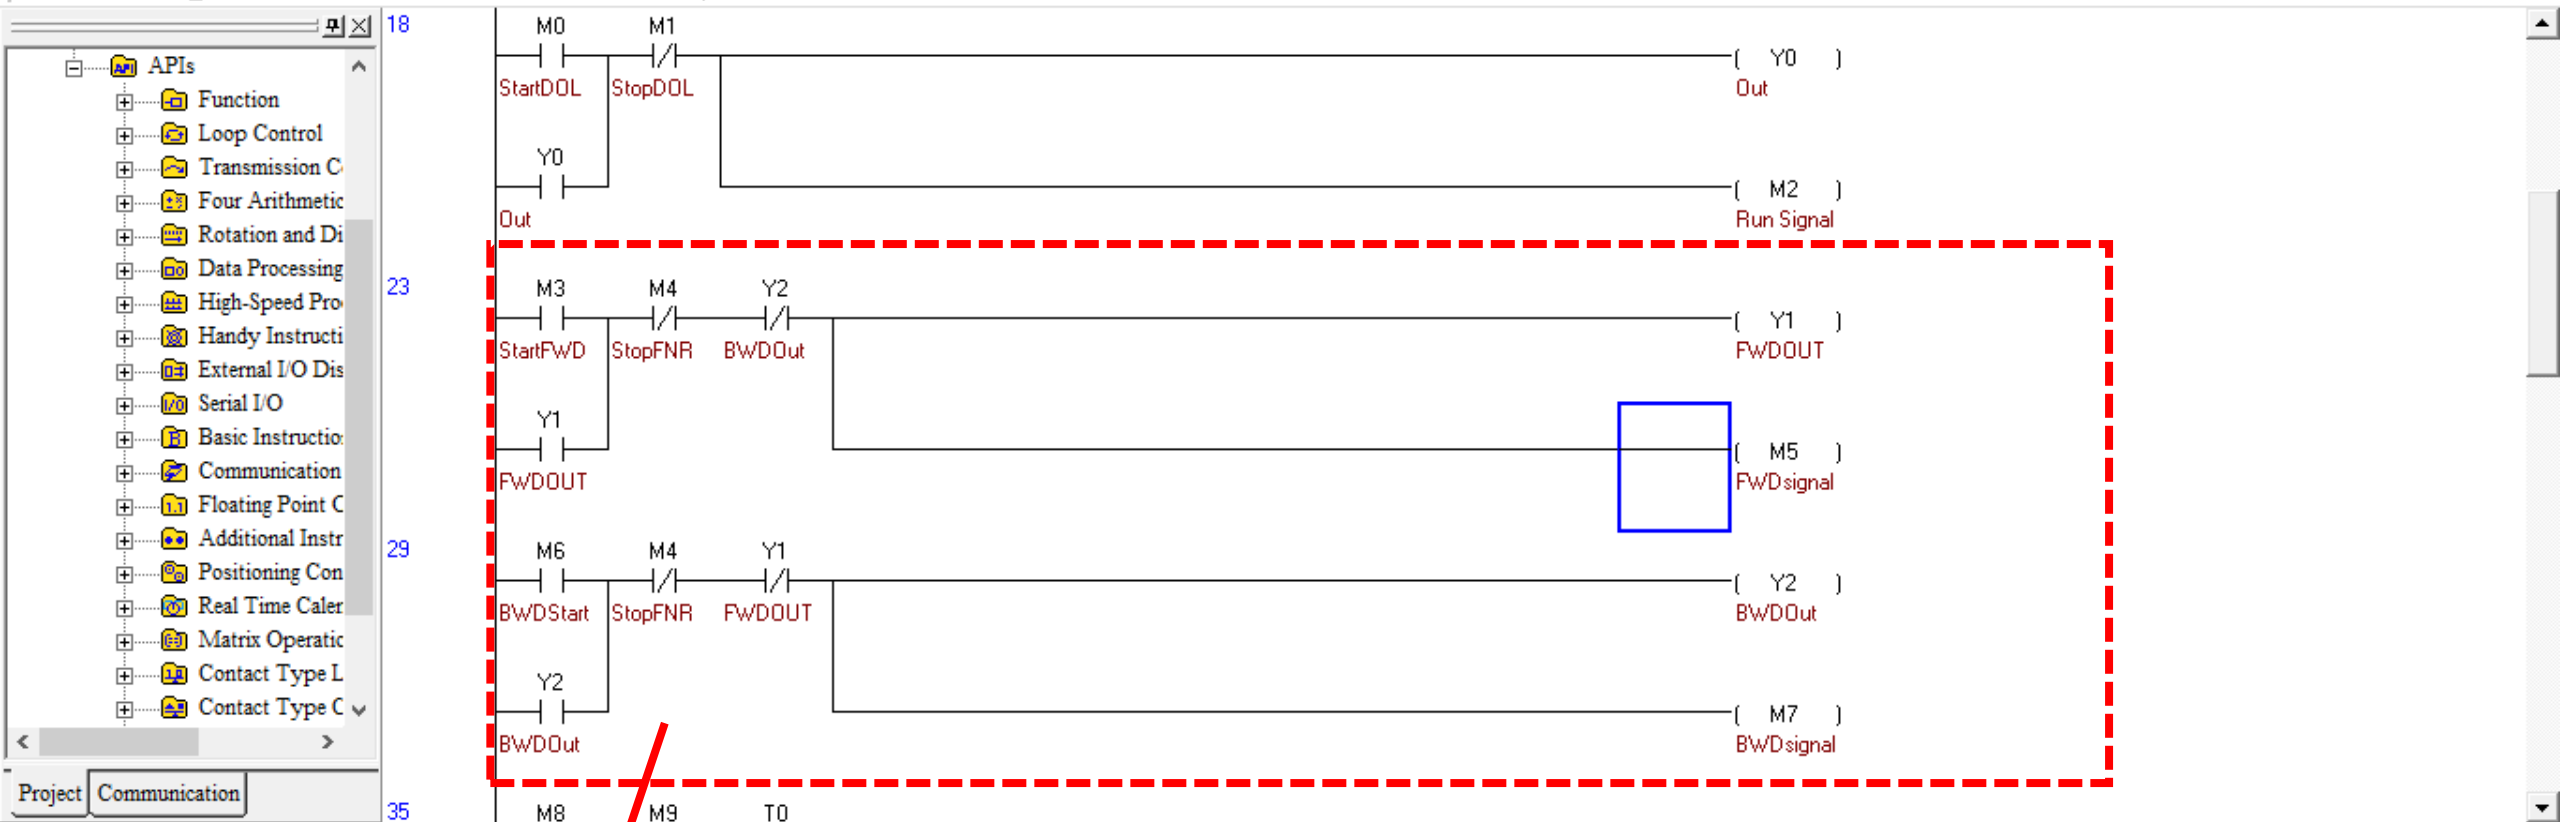 APIs
Function
Loop Control
Transmission C
Four Arithmetic
Rotation and Di
Data Processing
High-Speed Pro
Handy Instructi
External I/O Dis
Serial I/O
Basic Instructio
Communication
Floating Point C
Additional Instr
Positioning Con
Real Time Caler
Matrix Operatic
Contact Type L
Contact Type C
Project Communication
18
M0 M1
StartDOL StopDOL
( Y0 )
Out
Y0
Out
( M2 )
Run Signal
23
M3 M4 Y2
StartFWD StopFNR BWDOut
( Y1 )
FWDOUT
Y1
FWDOUT
( M5 )
FWDsignal
29
M6 M4 Y1
BWDStart StopFNR FWDOUT
( Y2 )
BWDOut
Y2
BWDOut
( M7 )
BWDsignal
35
M8 M9 T0